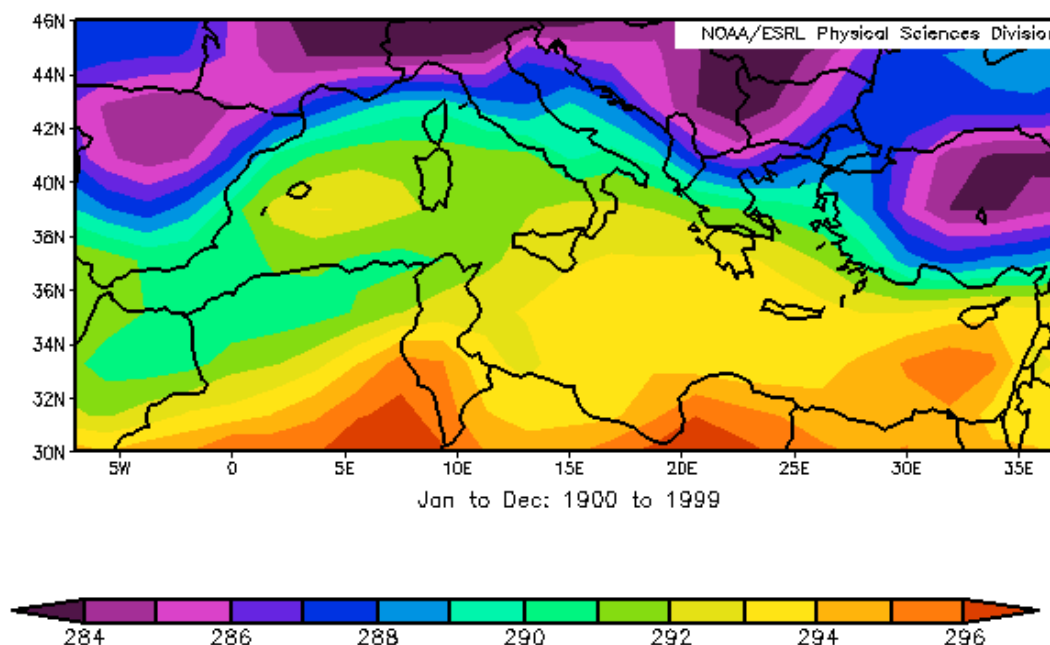 46N
NOAA/ESRL Physical Sciences Division
44N
42N
40N
38N
36N
34N
32N
30N
5W 0 5E 10E 15E 20E 25E 30E 35E
Jan to Dec: 1900 to 1999
284 286 288 290 292 294 296